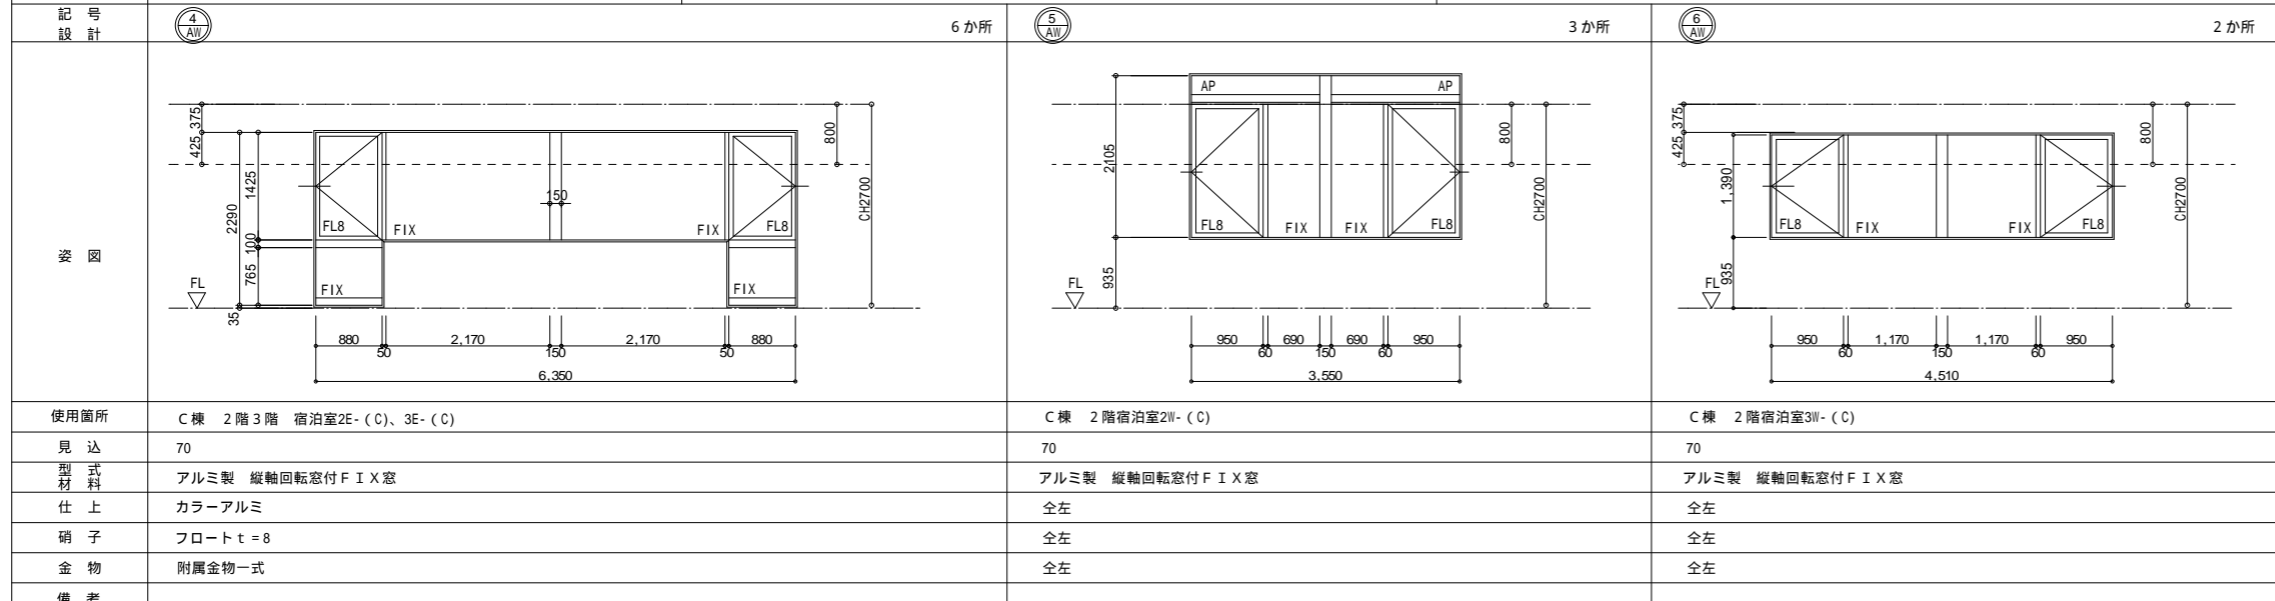 記 号
設 計
4
AW
6か所
5
AW
3か所
6
AW
2か所
姿 図
375
425
2290
1425
100
765
35
FL
FL8
FIX
150
FIX
FL8
FIX
FIX
800
CH2700
880
50
2,170
150
2,170
50
880
6,350
2105
935
FL
AP
AP
FL8
FIX
FIX
FL8
800
CH2700
950
60
690
150
690
60
950
3,550
375
425
1,390
935
FL
FL8
FIX
FIX
FL8
800
CH2700
950
60
1,170
150
1,170
60
950
4,510
使用箇所
C棟 2階3階 宿泊室2E-(C)、3E-(C)
C棟 2階宿泊室2W-(C)
C棟 2階宿泊室3W-(C)
見 込
70
70
70
型 式
材 料
アルミ製 縦軸回転窓付FIX窓
アルミ製 縦軸回転窓付FIX窓
アルミ製 縦軸回転窓付FIX窓
仕 上
カラーアルミ
仝左
仝左
硝 子
フロートt=8
仝左
仝左
金 物
附属金物一式
仝左
仝左
備 考